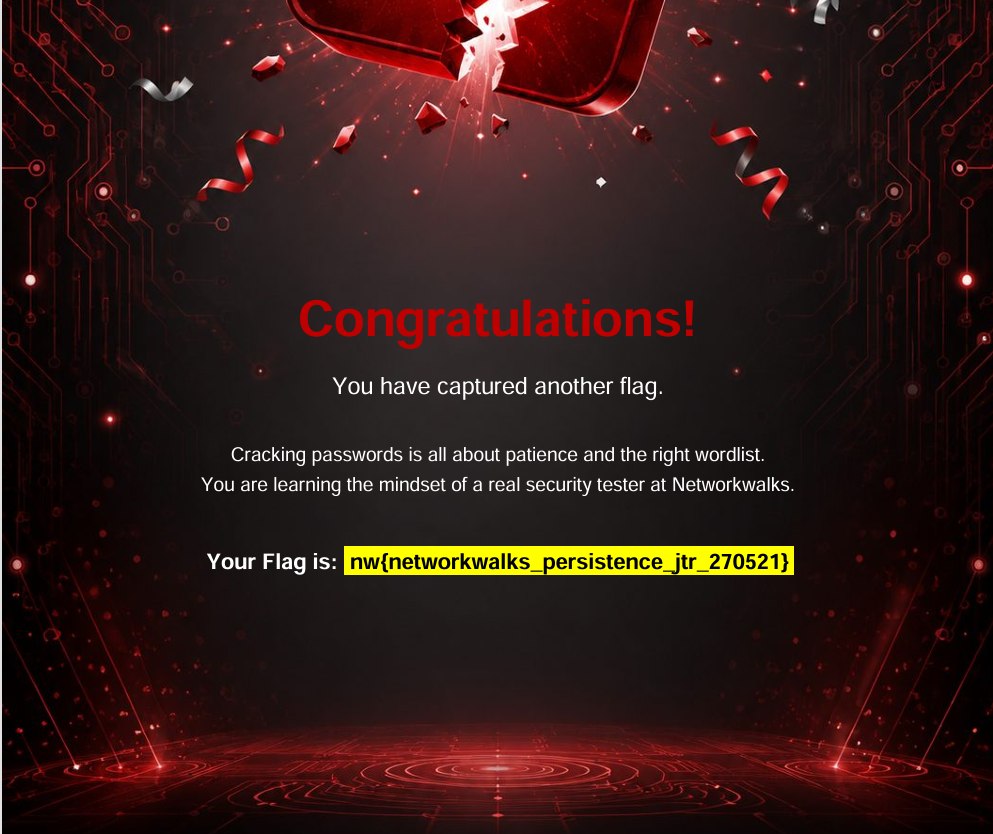 Congratulations!
You have captured another flag.
Cracking passwords is all about patience and the right wordlist.
You are learning the mindset of a real security tester at Networkwalks.
Your Flag is: nw{networkwalks_persistence_jtr_270521}